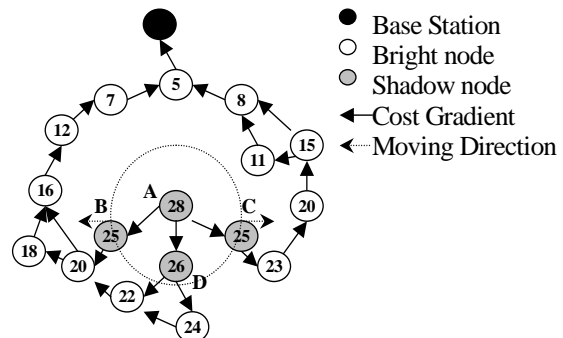 Base Station
Bright node
Shadow node
Cost Gradient
Moving Direction
5
7
8
12
11
15
16
A
28
20
B
25
C
25
18
20
26
D
23
22
24